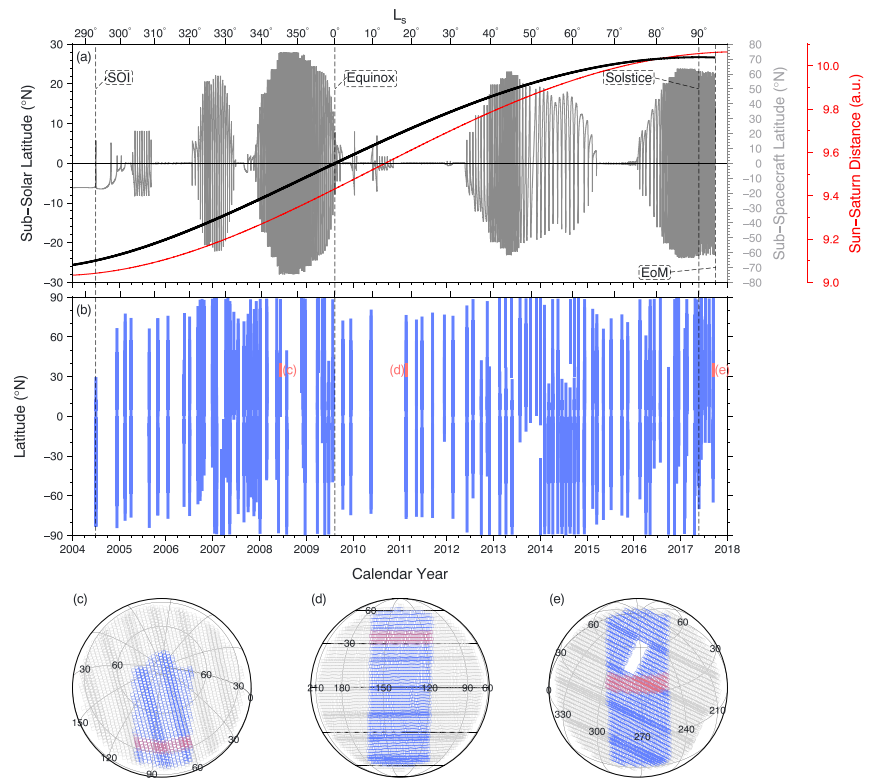 Ls
290° 300° 310° 320° 330° 340° 350° 0° 10° 20° 30° 40° 50° 60° 70° 80° 90°
(a)
SOI
Equinox
Solstice
EoM
Sub−Solar Latitude (°N)
30
20
10
0
−10
−20
−30
Sub−Spacecraft Latitude (°N)
80
70
60
50
40
30
20
10
0
−10
−20
−30
−40
−50
−60
−70
−80
Sun−Saturn Distance (a.u.)
10.0
9.8
9.6
9.4
9.2
9.1
9.0
(b)
(c)
(d)
(e)
Latitude (°N)
90
60
30
0
−30
−60
−90
2004 2005 2006 2007 2008 2009 2010 2011 2012 2013 2014 2015 2016 2017 2018
Calendar Year
(c)
30
60
60
30
0
150
30
120
90
60
(d)
60
30
210 180 150 120 90 60
(e)
60
60
30
30
0
330
300
270
240
210